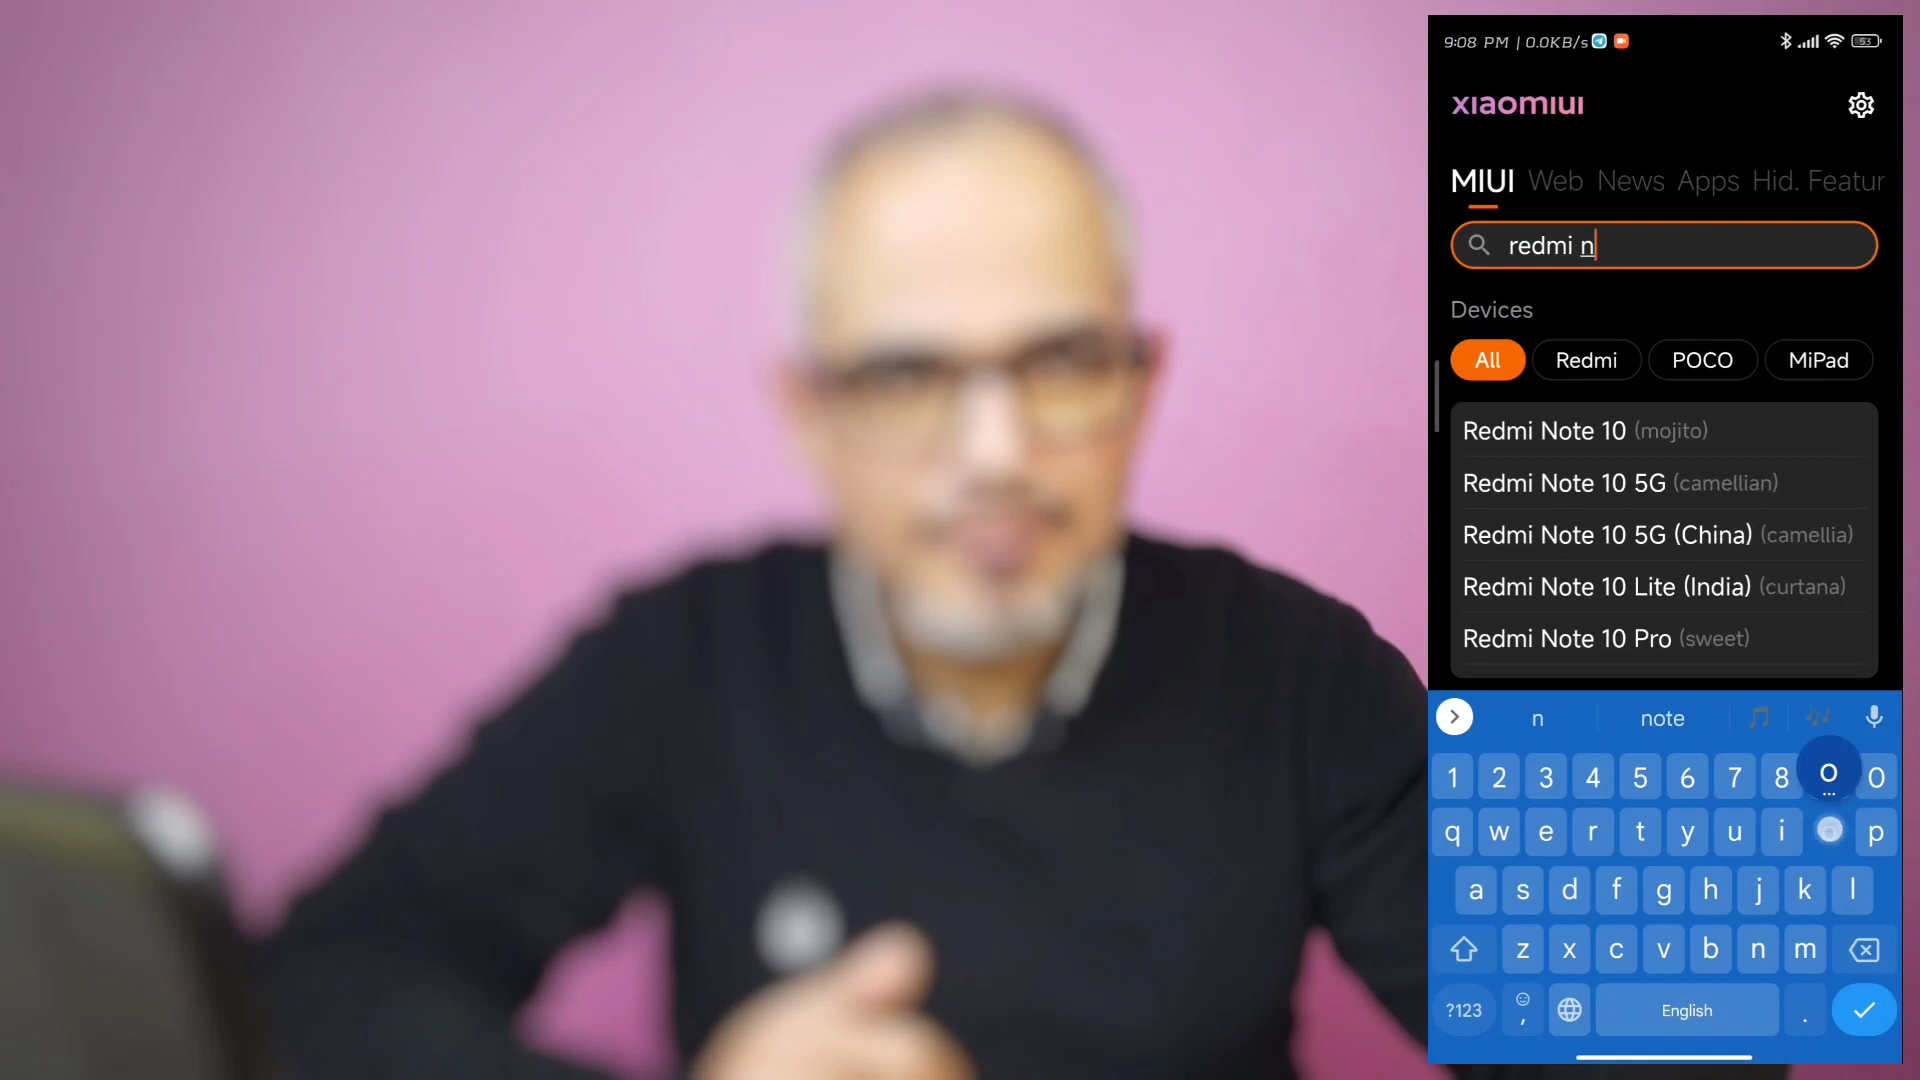 9:08 PM | 0.0KB/s 53
xıaomıuı
MIUI Web News Apps Hid. Featur
redmi n
Devices
All Redmi POCO MiPad
Redmi Note 10 (mojito)
Redmi Note 10 5G (camellian)
Redmi Note 10 5G (China) (camellia)
Redmi Note 10 Lite (India) (curtana)
Redmi Note 10 Pro (sweet)
n note
1 2 3 4 5 6 7 8 o 0
q w e r t y u i o p
a s d f g h j k l
z x c v b n m
?123 , English .